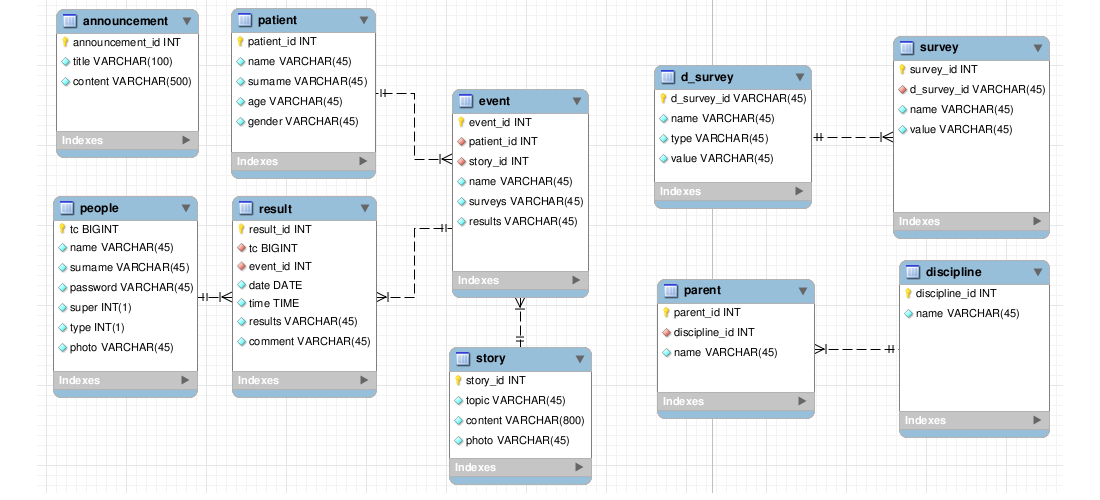 announcement
announcement_id INT
title VARCHAR(100)
content VARCHAR(500)
Indexes
patient
patient_id INT
name VARCHAR(45)
surname VARCHAR(45)
age VARCHAR(45)
gender VARCHAR(45)
Indexes
event
event_id INT
patient_id INT
story_id INT
name VARCHAR(45)
surveys VARCHAR(45)
results VARCHAR(45)
Indexes
d_survey
d_survey_id VARCHAR(45)
name VARCHAR(45)
type VARCHAR(45)
value VARCHAR(45)
Indexes
survey
survey_id INT
d_survey_id VARCHAR(45)
name VARCHAR(45)
value VARCHAR(45)
Indexes
people
tc BIGINT
name VARCHAR(45)
surname VARCHAR(45)
password VARCHAR(45)
super INT(1)
type INT(1)
photo VARCHAR(45)
Indexes
result
result_id INT
tc BIGINT
event_id INT
date DATE
time TIME
results VARCHAR(45)
comment VARCHAR(45)
Indexes
story
story_id INT
topic VARCHAR(45)
content VARCHAR(800)
photo VARCHAR(45)
Indexes
parent
parent_id INT
discipline_id INT
name VARCHAR(45)
Indexes
discipline
discipline_id INT
name VARCHAR(45)
Indexes